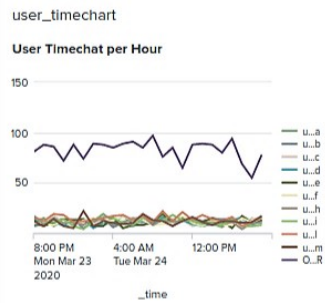 user_timechart
User Timechat per Hour
150
100
50
u...a
u...b
u...c
u...d
u...e
u...f
u...h
u...i
u...l
u...m
O...R
8:00 PM
Mon Mar 23
2020
4:00 AM
Tue Mar 24
12:00 PM
_time